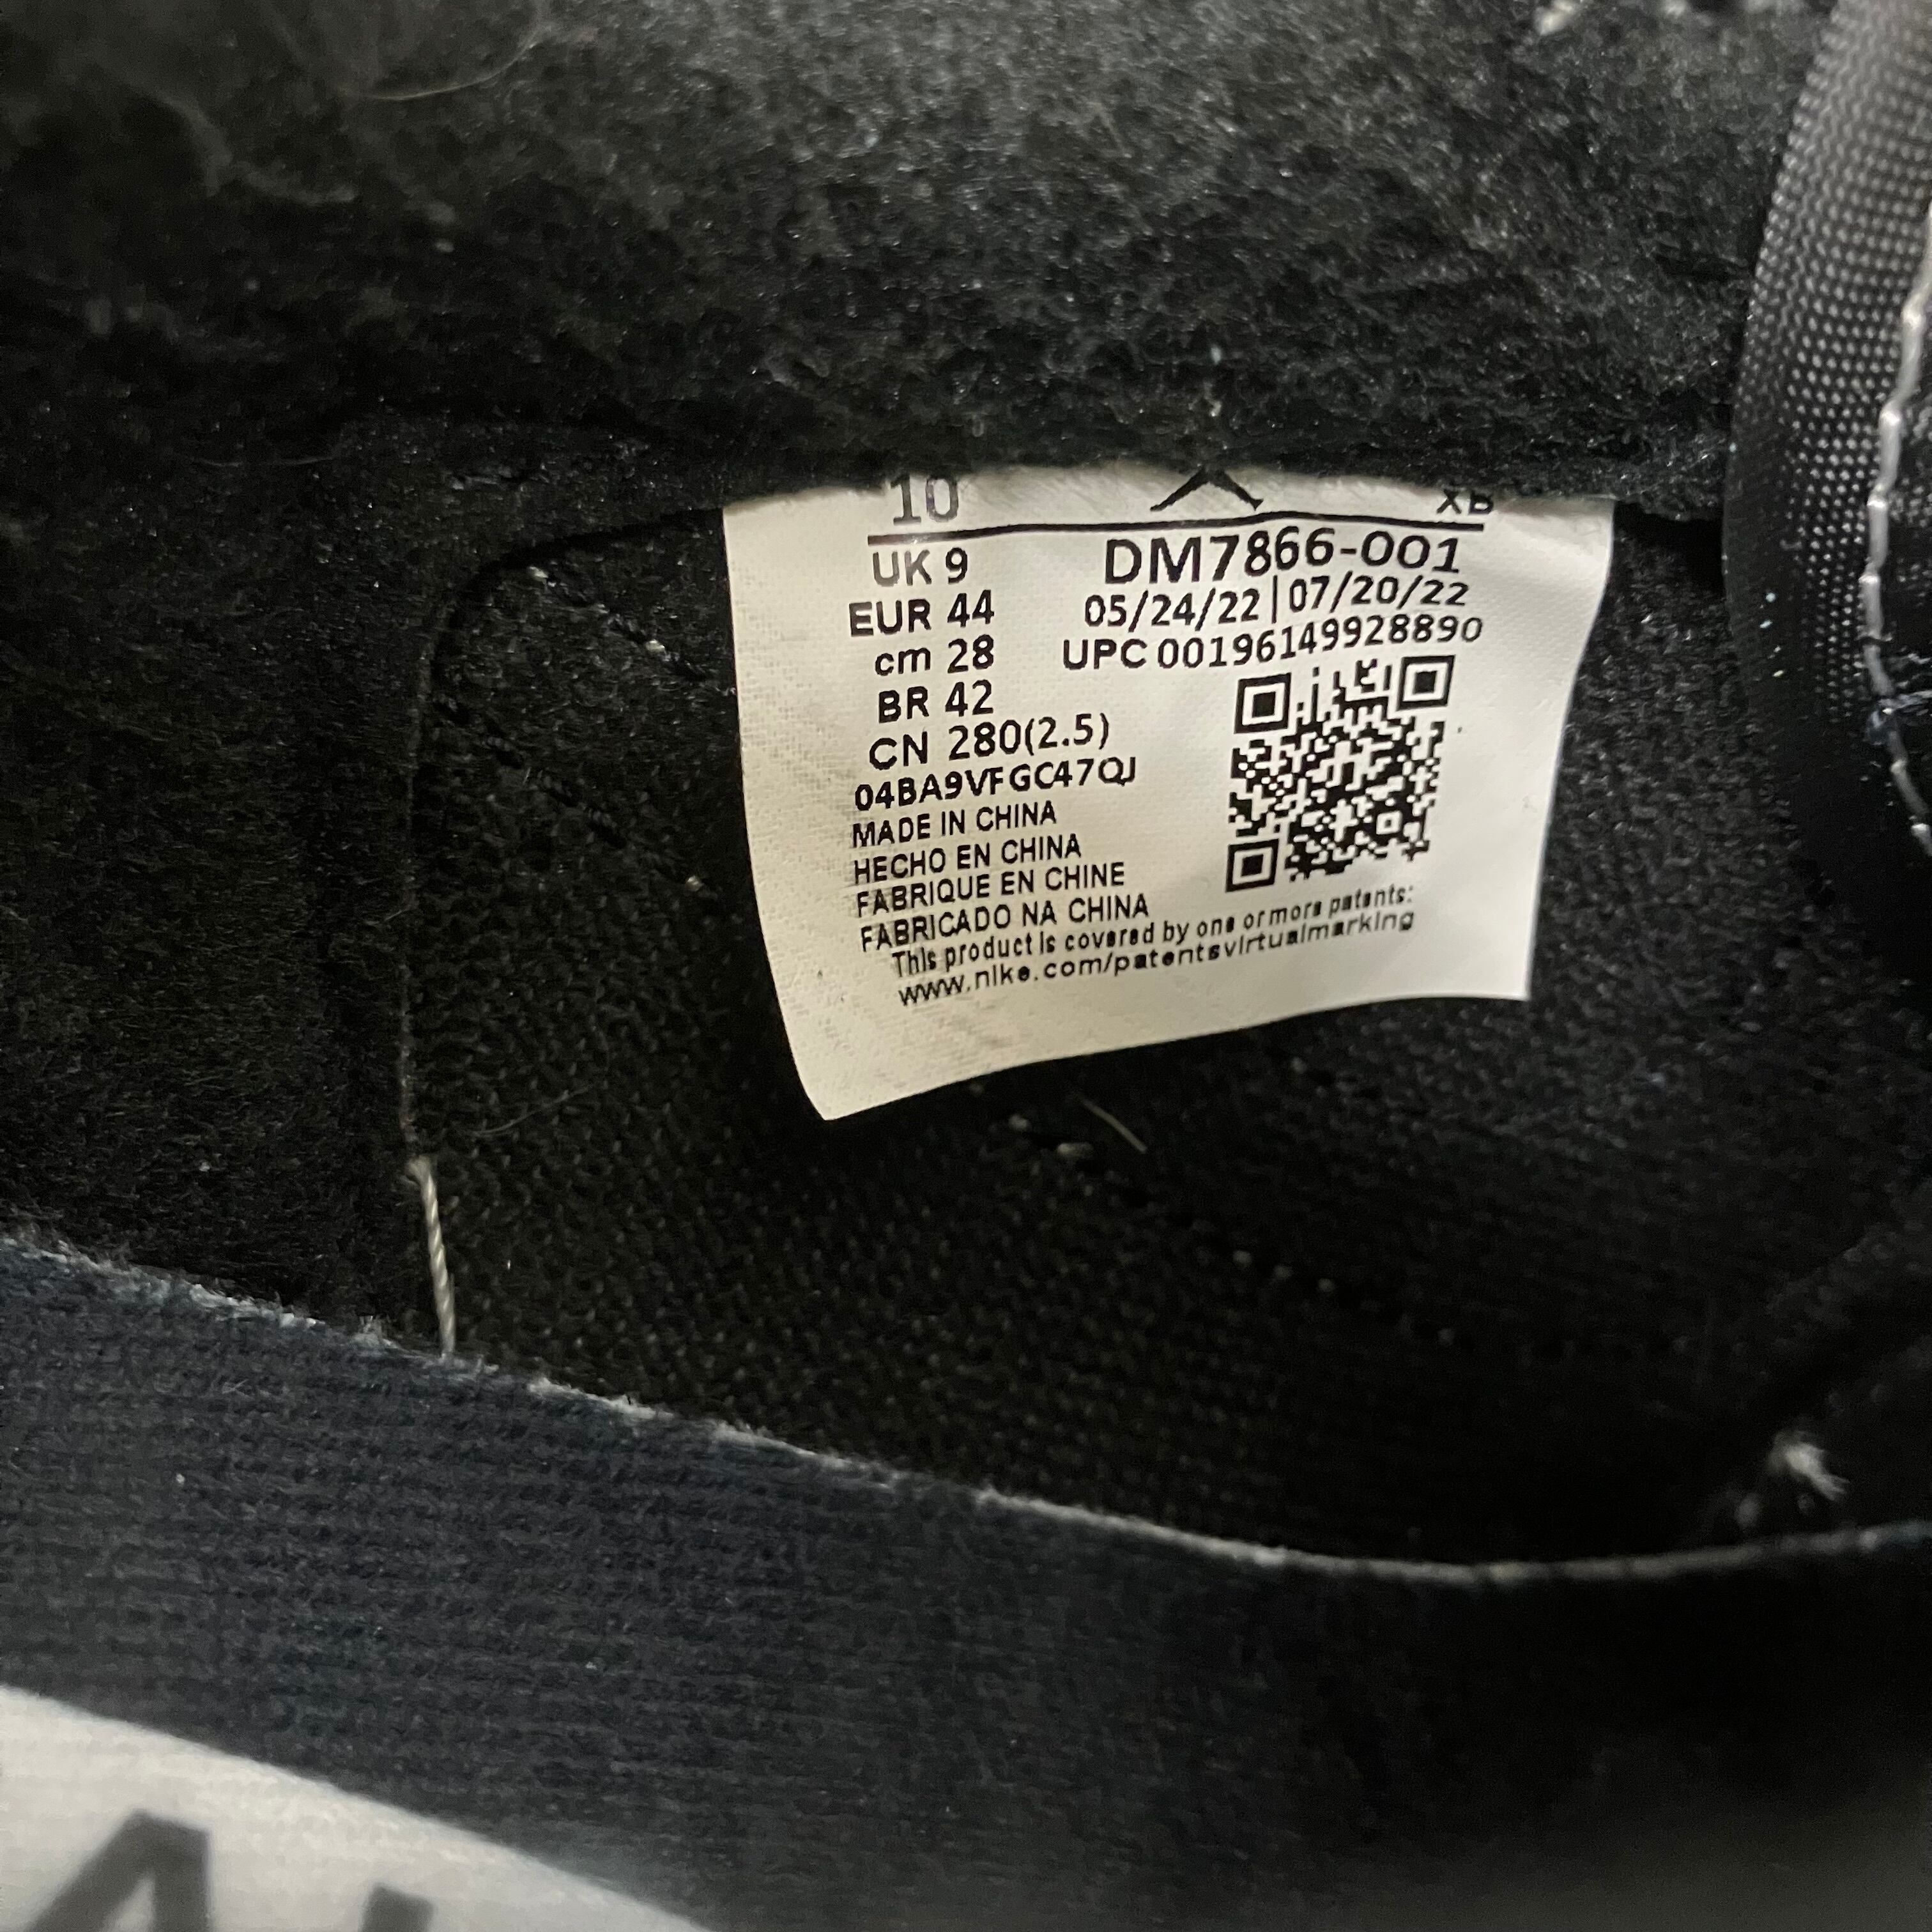 10 XB
UK 9 DM7866-001
EUR 44 05/24/22|07/20/22
cm 28 UPC 00196149928890
BR 42
CN 280(2.5)
04BA9VFGC47QJ
MADE IN CHINA
HECHO EN CHINA
FABRIQUE EN CHINE
FABRICADO NA CHINA
This product is covered by one or more patents:
www.nike.com/patentsvirtualmarking